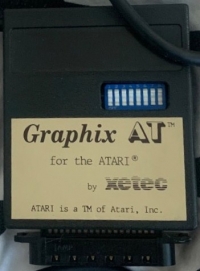 Graphix AT™
for the ATARI®
by xetec
ATARI is a TM of Atari, Inc.